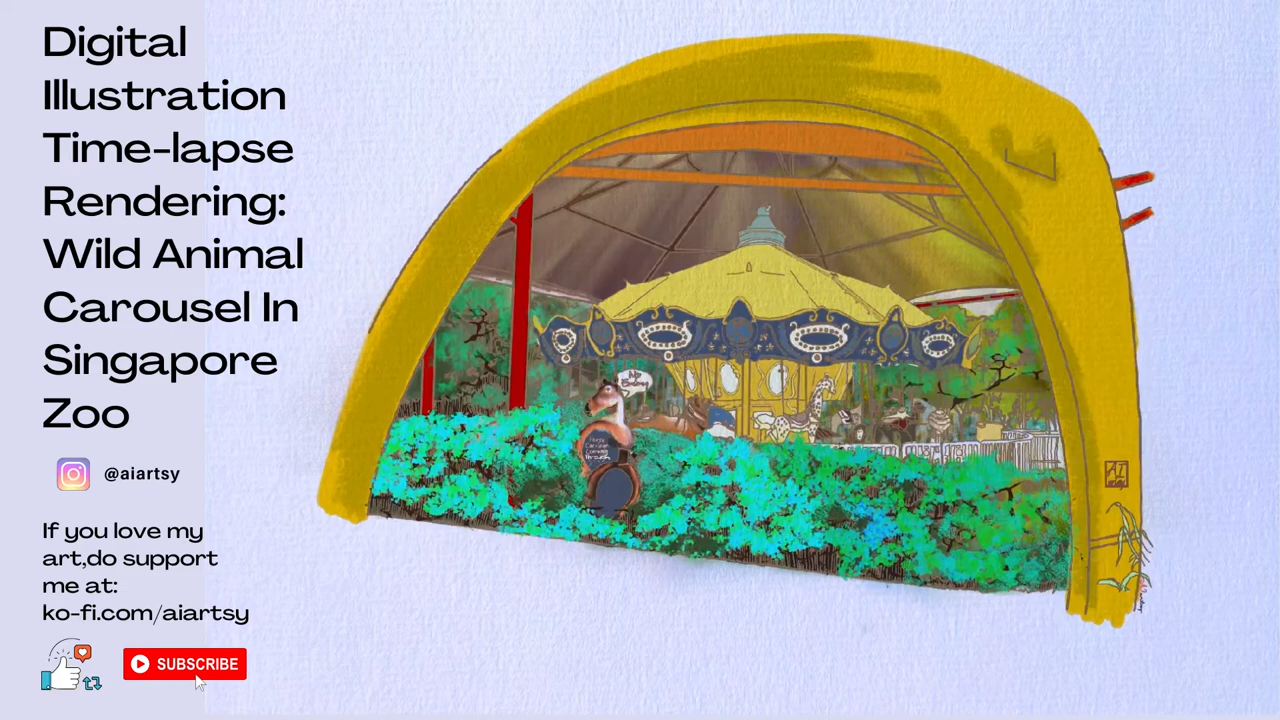 Digital
Illustration
Time-lapse
Rendering:
Wild Animal
Carousel In
Singapore
Zoo
@aiartsy
If you love my
art,do support
me at:
ko-fi.com/aiartsy
SUBSCRIBE
No